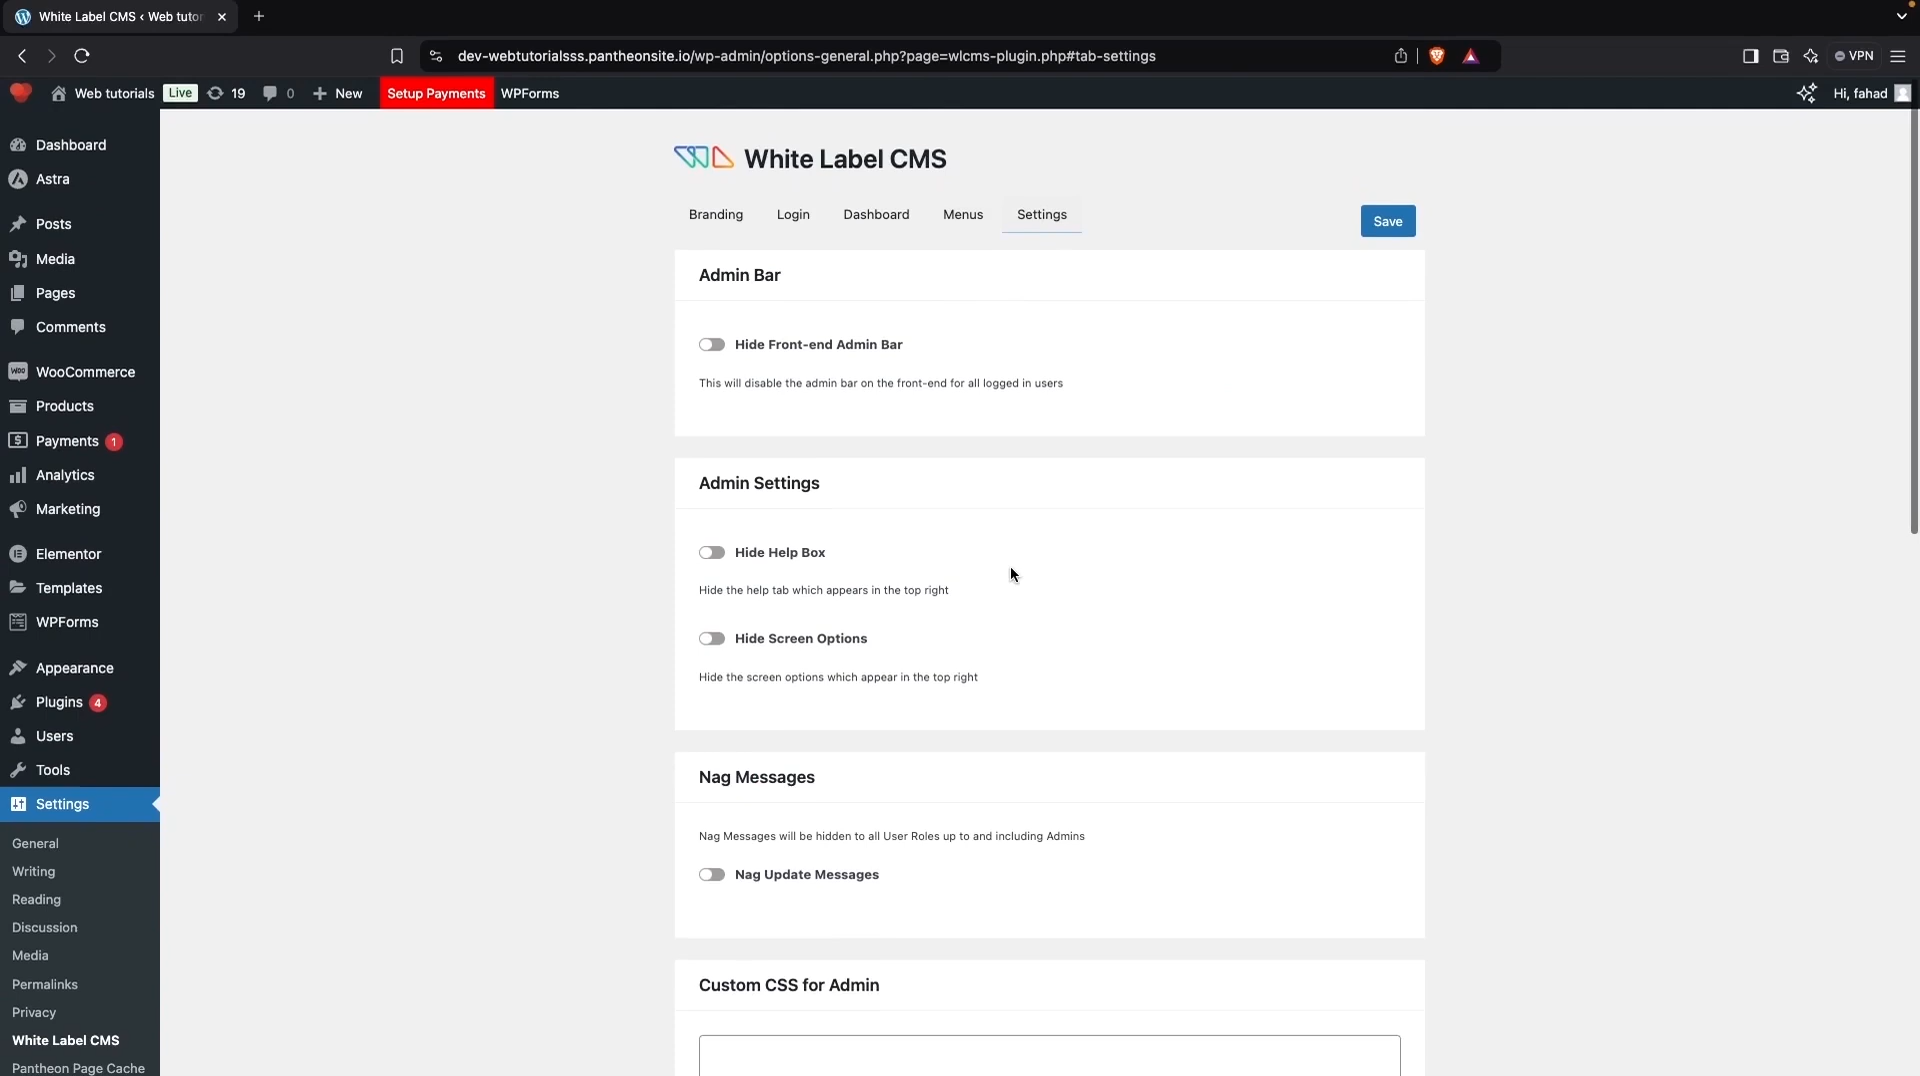 White Label CMS ‹ Web tutor
dev-webtutorialsss.pantheonsite.io/wp-admin/options-general.php?page=wlcms-plugin.php#tab-settings
VPN
Web tutorials Live 19 0 New Setup Payments WPForms
Hi, fahad
Dashboard
Astra
Posts
Media
Pages
Comments
WooCommerce
Products
Payments 1
Analytics
Marketing
Elementor
Templates
WPForms
Appearance
Plugins 4
Users
Tools
Settings
General
Writing
Reading
Discussion
Media
Permalinks
Privacy
White Label CMS
Pantheon Page Cache
White Label CMS
Branding Login Dashboard Menus Settings
Save
Admin Bar
Hide Front-end Admin Bar
This will disable the admin bar on the front-end for all logged in users
Admin Settings
Hide Help Box
Hide the help tab which appears in the top right
Hide Screen Options
Hide the screen options which appear in the top right
Nag Messages
Nag Messages will be hidden to all User Roles up to and including Admins
Nag Update Messages
Custom CSS for Admin